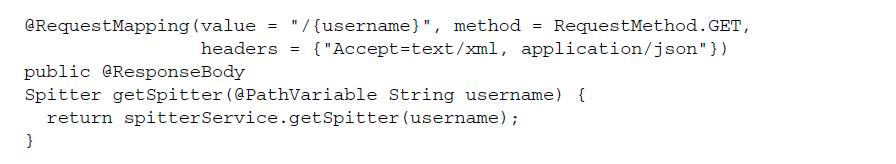 @RequestMapping(value = "/{username}", method = RequestMethod.GET,
                headers = {"Accept=text/xml, application/json"})
public @ResponseBody
Spitter getSpitter(@PathVariable String username) {
  return spitterService.getSpitter(username);
}